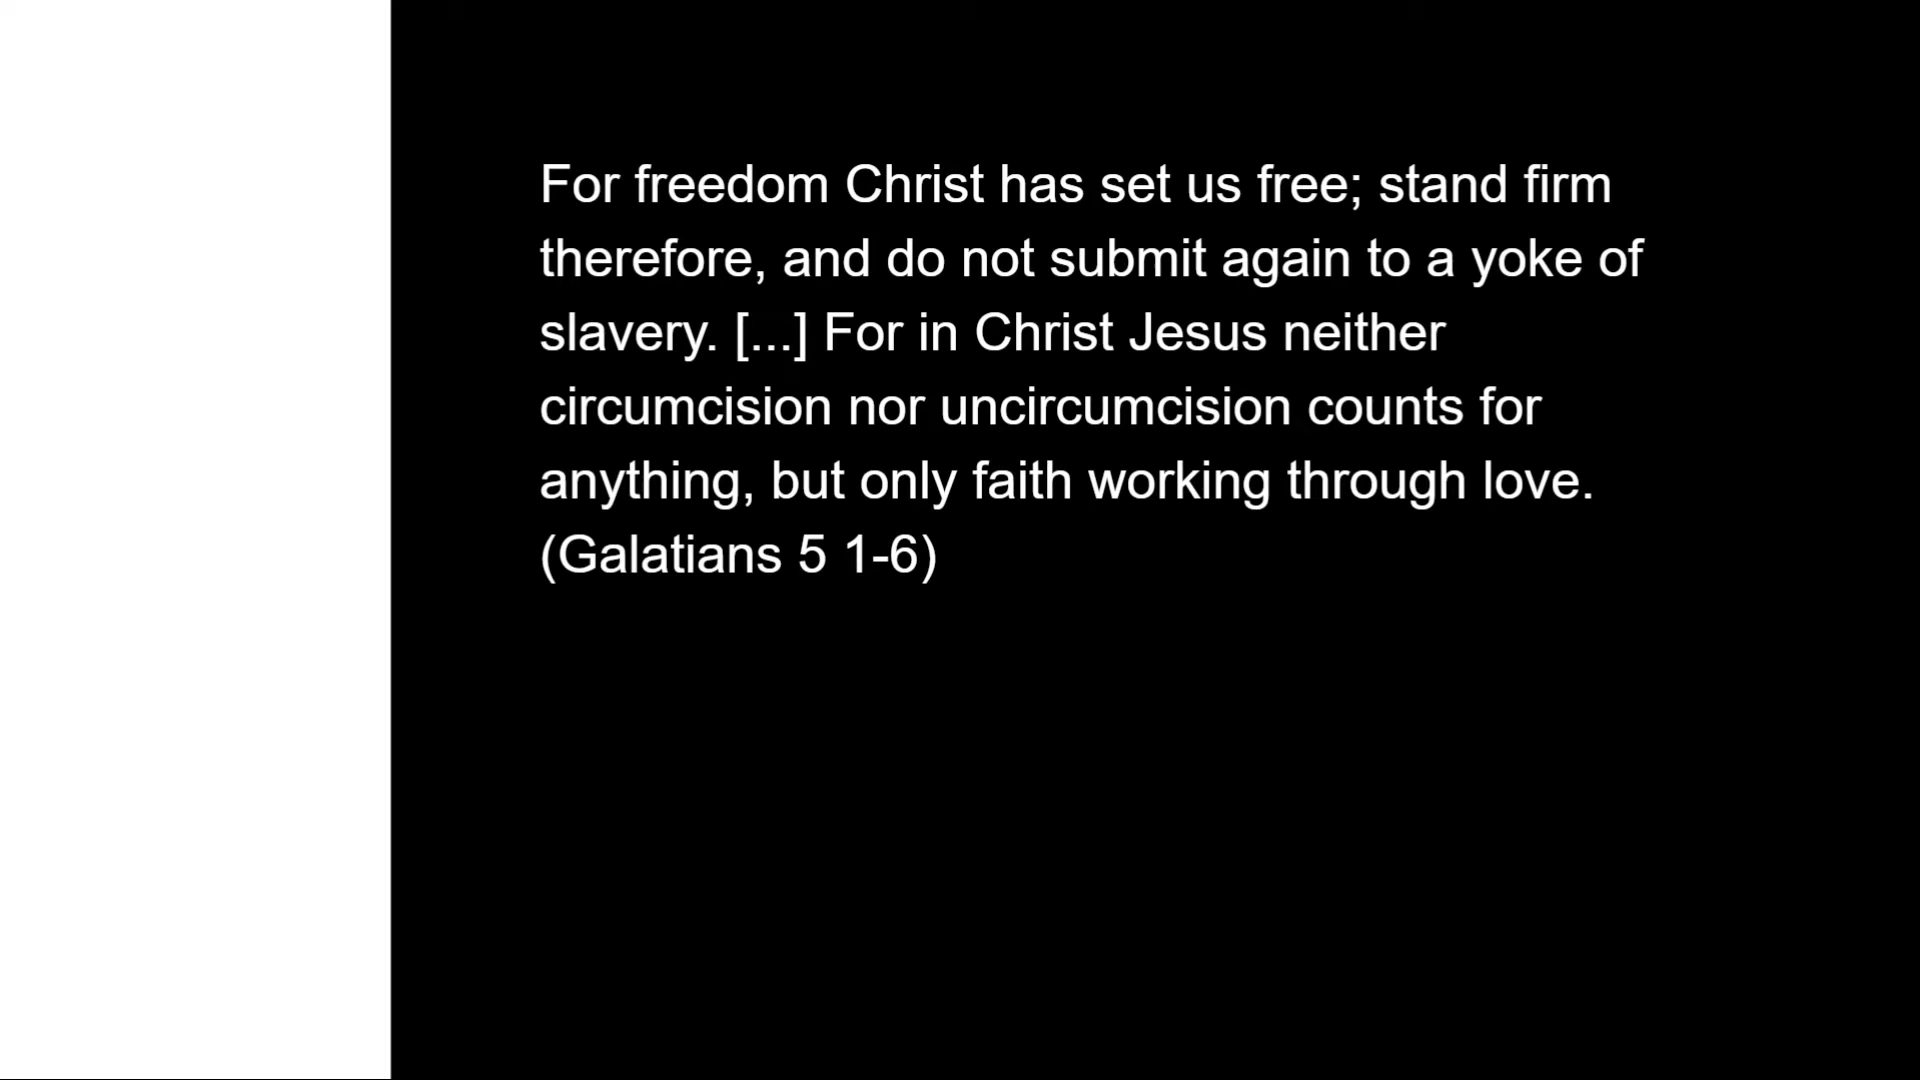 For freedom Christ has set us free; stand firm
therefore, and do not submit again to a yoke of
slavery. [...] For in Christ Jesus neither
circumcision nor uncircumcision counts for
anything, but only faith working through love.
(Galatians 5 1-6)